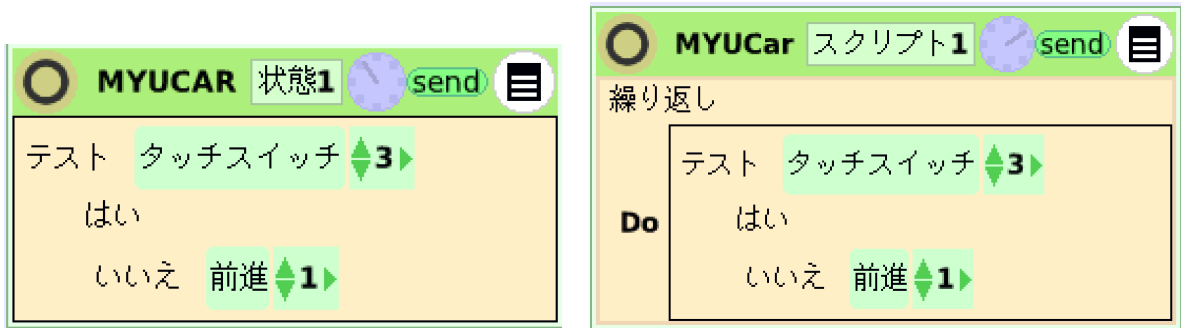 MYUCAR 状態1 send
テスト タッチスイッチ 3
はい
いいえ 前進 1
MYUCar スクリプト1 send
繰り返し
Do
テスト タッチスイッチ 3
はい
いいえ 前進 1